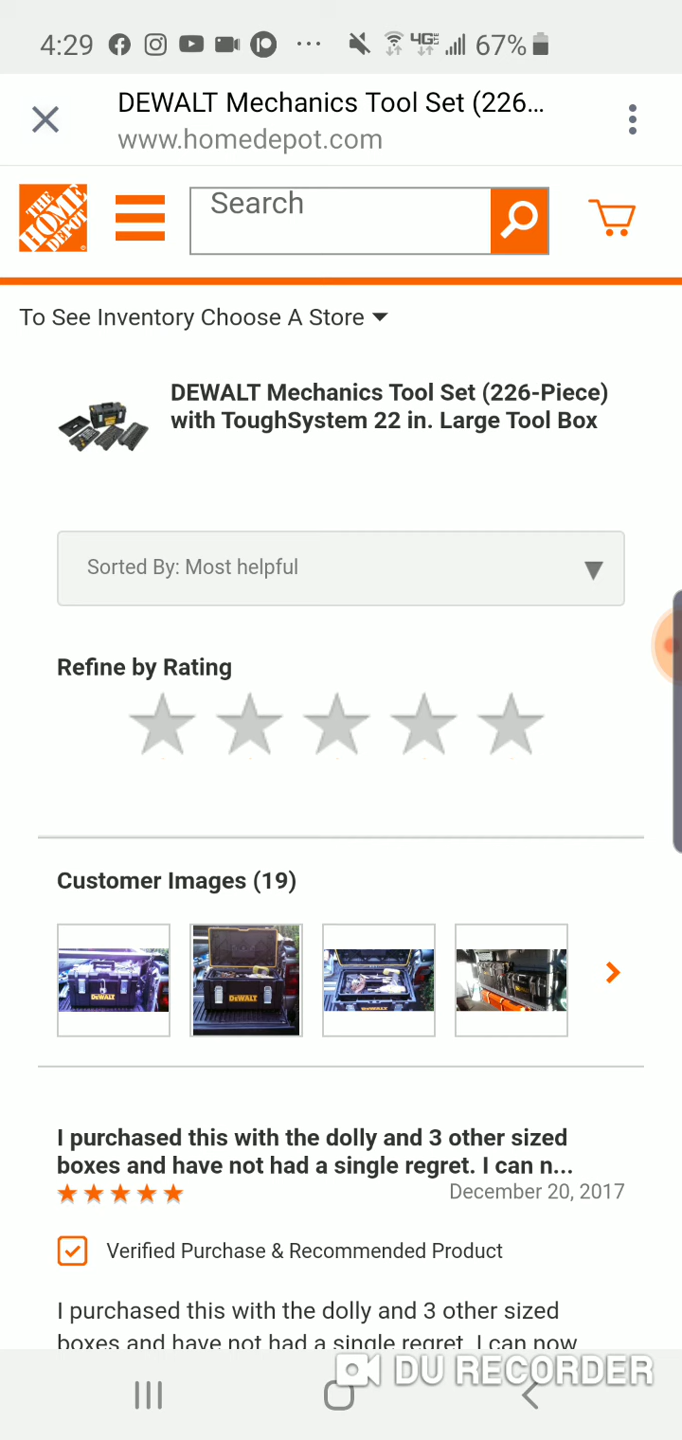 4:29 67%
DEWALT Mechanics Tool Set (226...
www.homedepot.com
THE HOME DEPOT
Search
To See Inventory Choose A Store
DEWALT Mechanics Tool Set (226-Piece)
with ToughSystem 22 in. Large Tool Box
Sorted By: Most helpful
Refine by Rating
Customer Images (19)
DEWALT
DEWALT
I purchased this with the dolly and 3 other sized
boxes and have not had a single regret. I can n...
December 20, 2017
Verified Purchase & Recommended Product
I purchased this with the dolly and 3 other sized
boxes and have not had a single regret. I can now
DU RECORDER